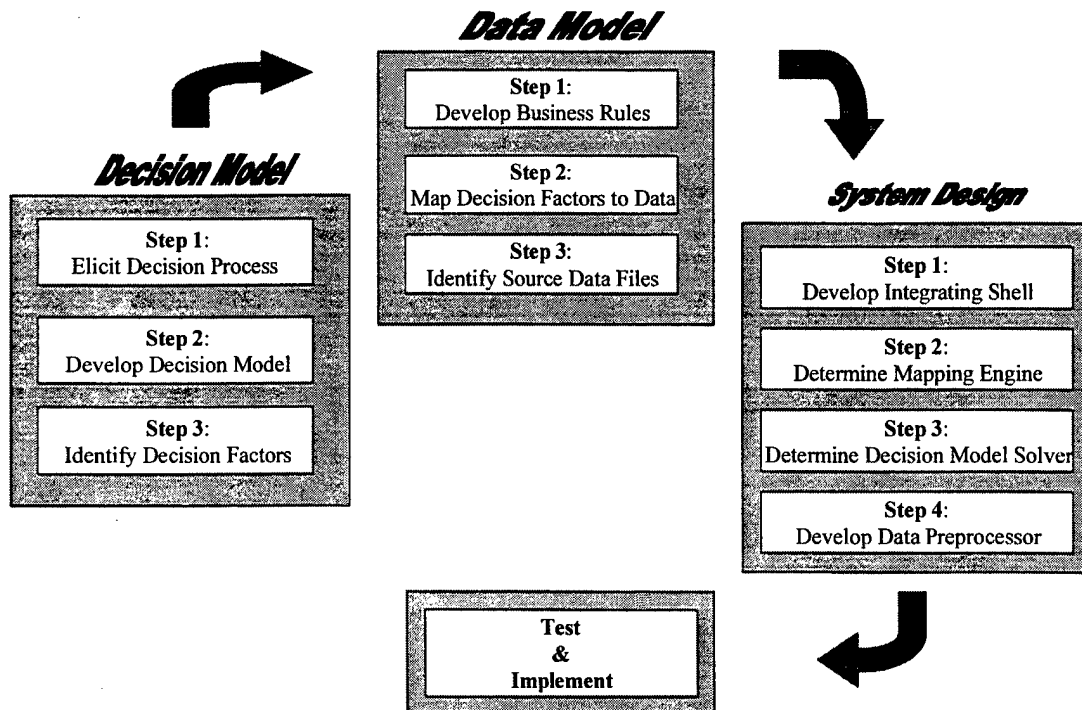 Decision Model
Step 1:
Elicit Decision Process
Step 2:
Develop Decision Model
Step 3:
Identify Decision Factors
Data Model
Step 1:
Develop Business Rules
Step 2:
Map Decision Factors to Data
Step 3:
Identify Source Data Files
System Design
Step 1:
Develop Integrating Shell
Step 2:
Determine Mapping Engine
Step 3:
Determine Decision Model Solver
Step 4:
Develop Data Preprocessor
Test
&
Implement